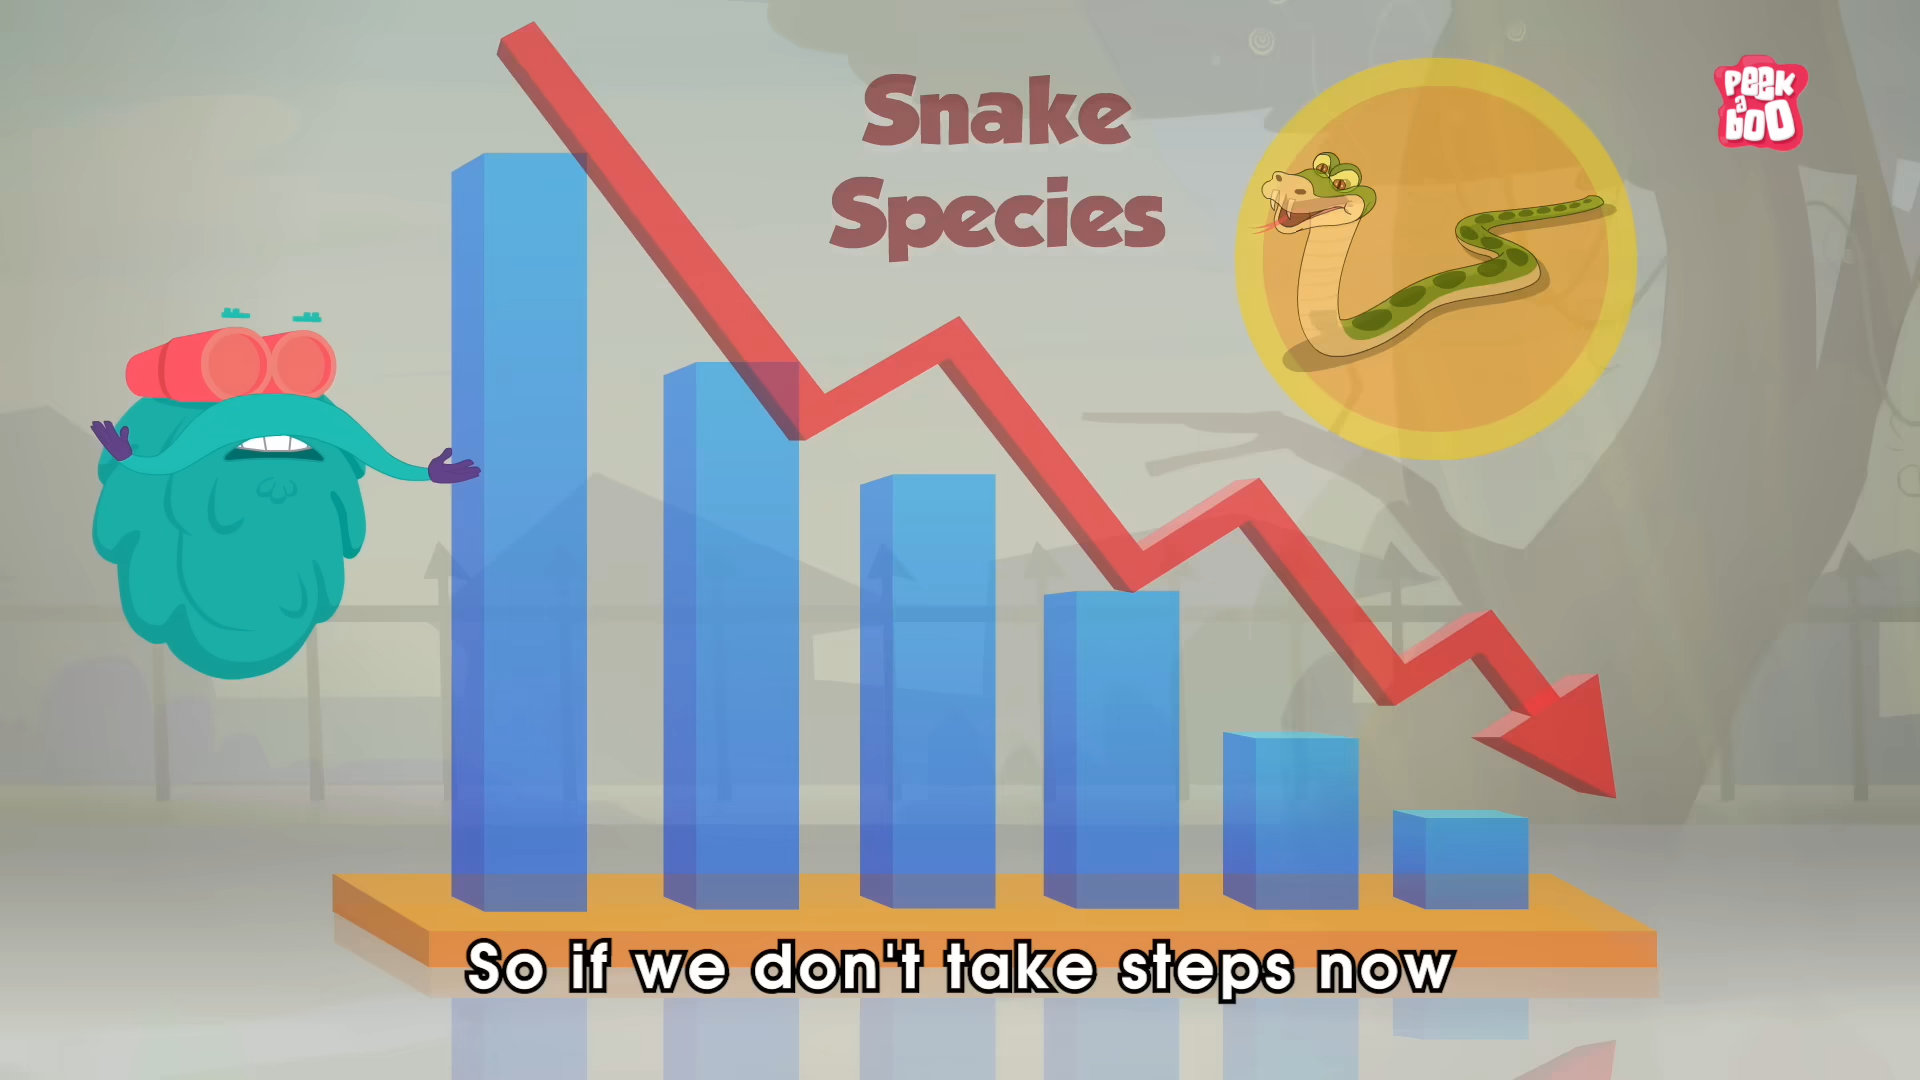 Snake
Species
PEEK
a
BOO
So if we don't take steps now